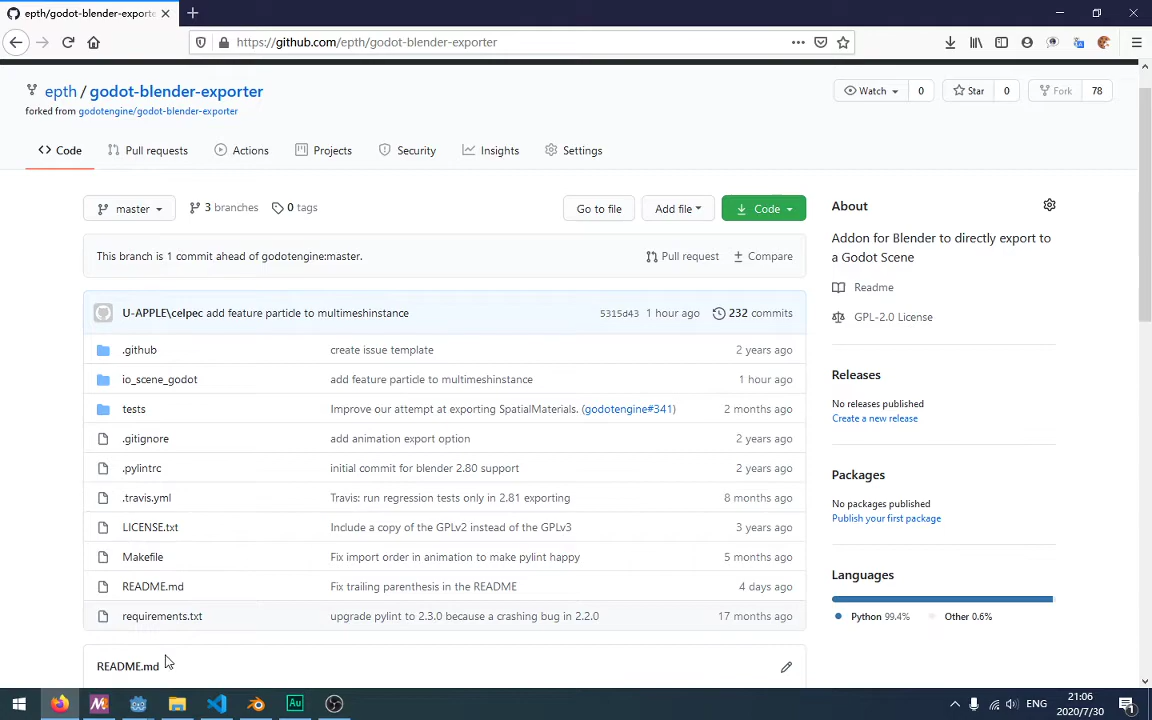 epth/godot-blender-exporter:
https://github.com/epth/godot-blender-exporter
epth / godot-blender-exporter
forked from godotengine/godot-blender-exporter
Watch 0
Star 0
Fork 78
Code
Pull requests
Actions
Projects
Security
Insights
Settings
master
3 branches
0 tags
Go to file
Add file
Code
This branch is 1 commit ahead of godotengine:master.
Pull request
Compare
U-APPLE\celpec add feature particle to multimeshinstance 5315d43 1 hour ago 232 commits
.github create issue template 2 years ago
io_scene_godot add feature particle to multimeshinstance 1 hour ago
tests Improve our attempt at exporting SpatialMaterials. (godotengine#341) 2 months ago
.gitignore add animation export option 2 years ago
.pylintrc initial commit for blender 2.80 support 2 years ago
.travis.yml Travis: run regression tests only in 2.81 exporting 8 months ago
LICENSE.txt Include a copy of the GPLv2 instead of the GPLv3 3 years ago
Makefile Fix import order in animation to make pylint happy 5 months ago
README.md Fix trailing parenthesis in the README 4 days ago
requirements.txt upgrade pylint to 2.3.0 because a crashing bug in 2.2.0 17 months ago
README.md
About
Addon for Blender to directly export to
a Godot Scene
Readme
GPL-2.0 License
Releases
No releases published
Create a new release
Packages
No packages published
Publish your first package
Languages
Python 99.4% Other 0.6%
Au
ENG
21:06
2020/7/30
1